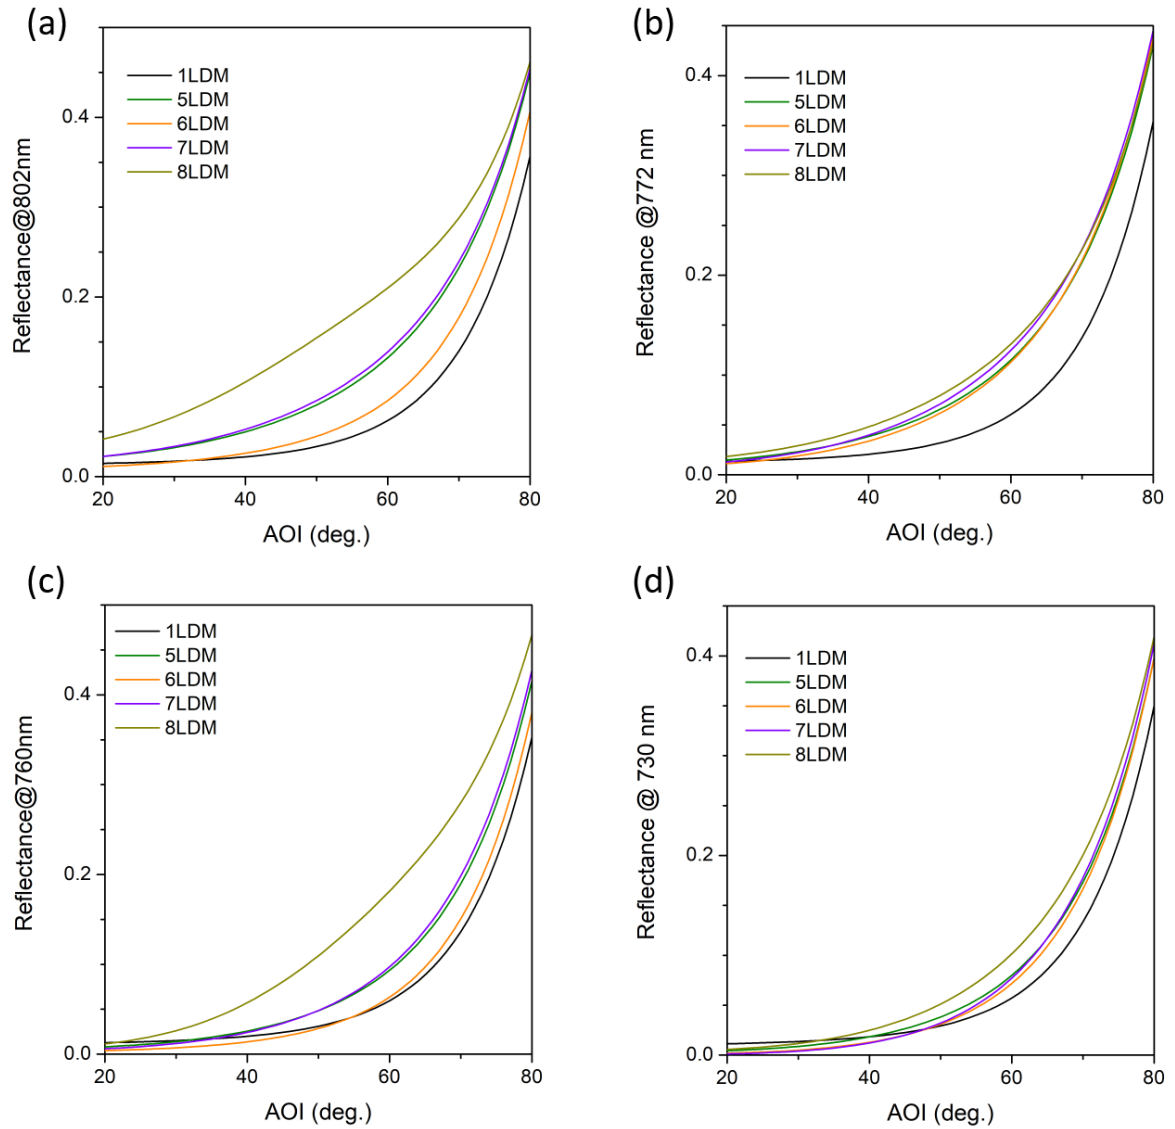 (a)
Reflectance@802nm
0.4
0.2
0.0
1LDM
5LDM
6LDM
7LDM
8LDM
20 40 60 80
AOI (deg.)
(b)
Reflectance @772 nm
0.4
0.2
0.0
1LDM
5LDM
6LDM
7LDM
8LDM
20 40 60 80
AOI (deg.)
(c)
Reflectance@760nm
0.4
0.2
0.0
1LDM
5LDM
6LDM
7LDM
8LDM
20 40 60 80
AOI (deg.)
(d)
Reflectance @ 730 nm
0.4
0.2
0.0
1LDM
5LDM
6LDM
7LDM
8LDM
20 40 60 80
AOI (deg.)